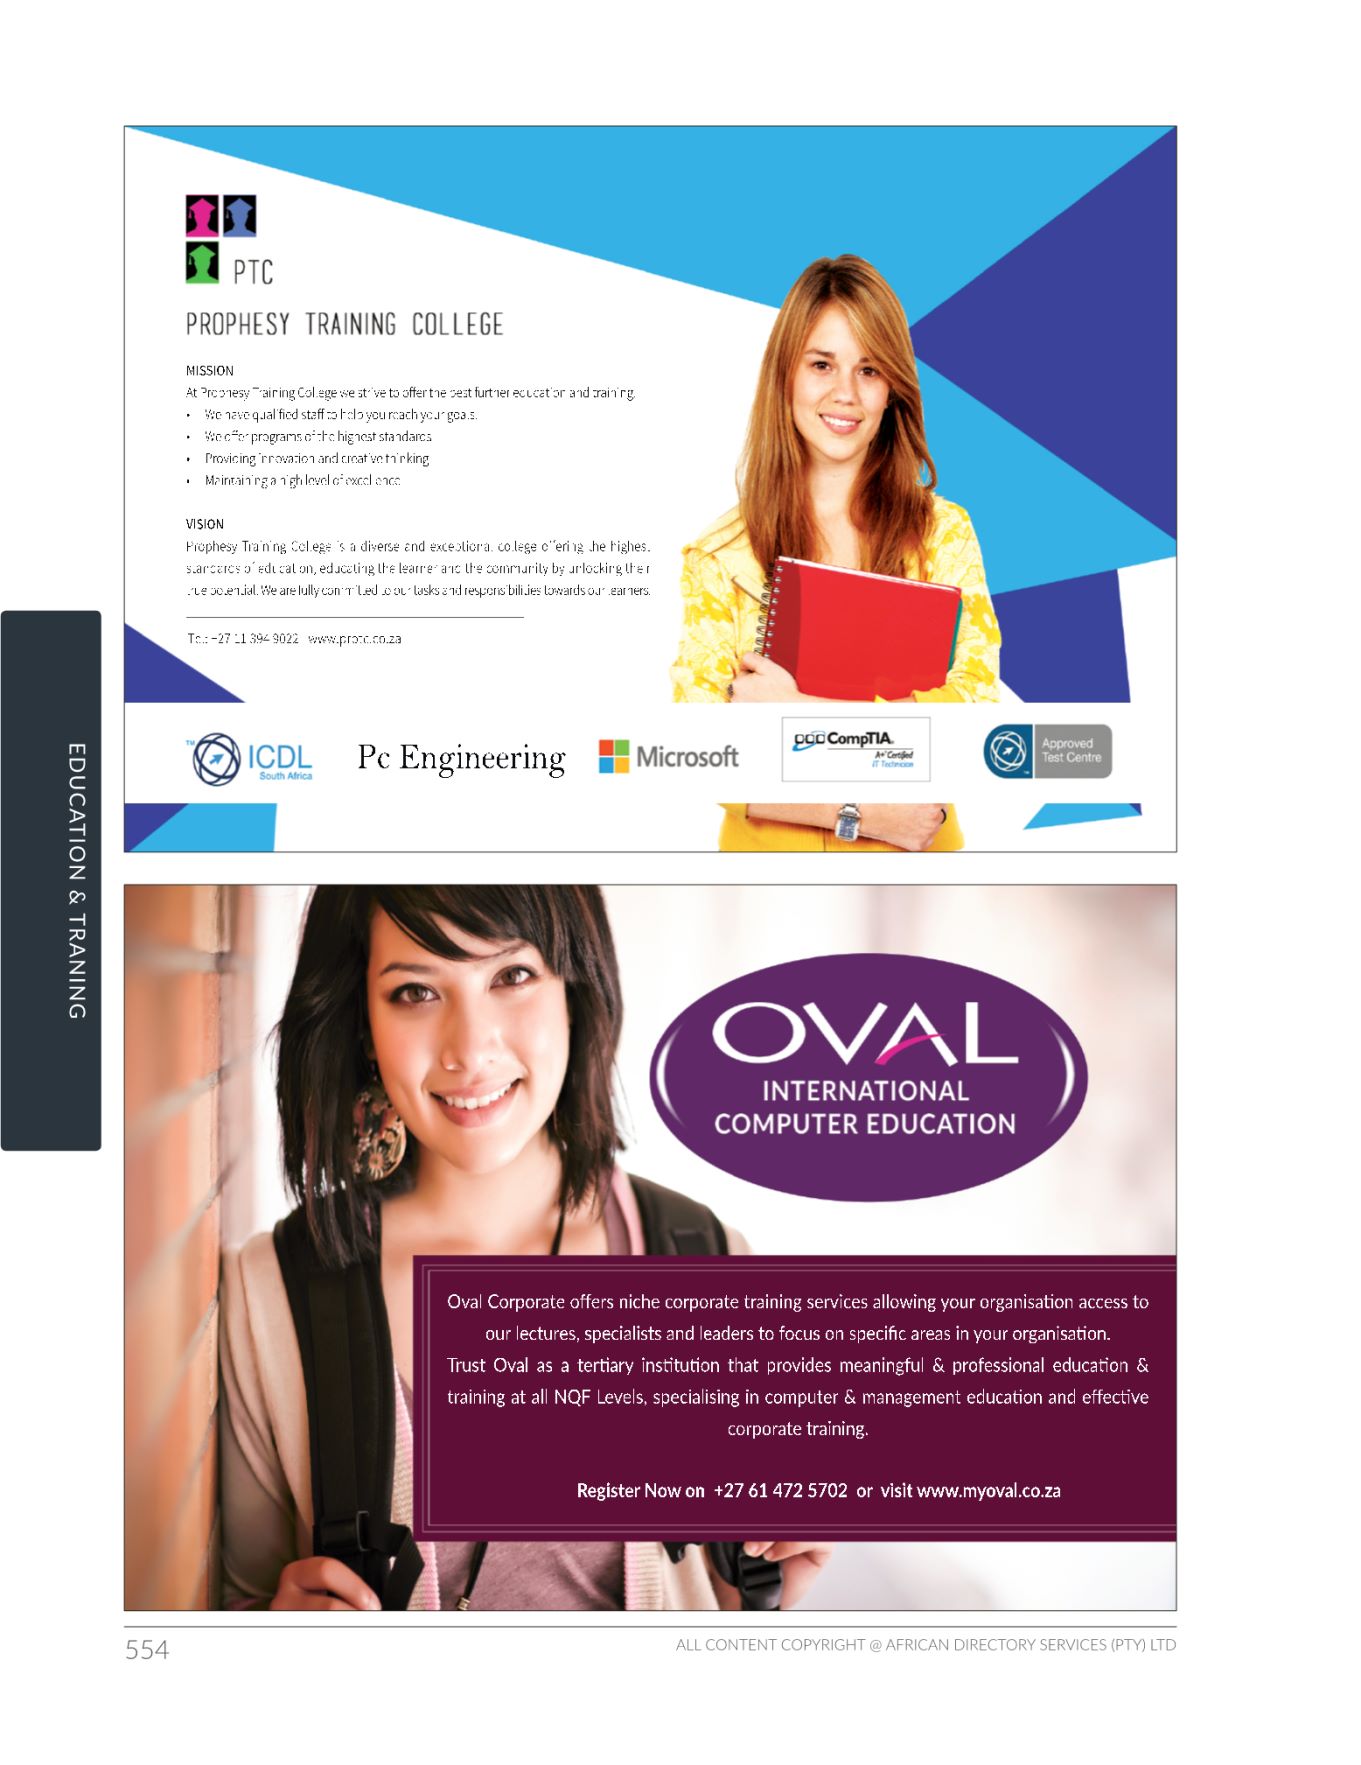 PTC
PROPHESY TRAINING COLLEGE
MISSION
At Prophesy Training College we strive to offer the best further education and training.
• We have qualified staff to help you reach your goals.
• We offer programs of the highest standards
• Providing innovation and creative thinking
• Maintaining a high level of excellence
VISION
Prophesy Training College is a diverse and exceptional college offering the highest
standards of education, educating the learner and the community by unlocking their
true potential. We are fully committed to our tasks and responsibilities towards our learners.
Tel: +27 11 394 9022 www.protc.co.za
TM ICDL
South Africa
Pc Engineering
Microsoft
CompTIA.
A+ Certified
IT Technician
Approved
Test Centre
EDUCATION & TRANING
OVAL
INTERNATIONAL
COMPUTER EDUCATION
Oval Corporate offers niche corporate training services allowing your organisation access to
our lectures, specialists and leaders to focus on specific areas in your organisation.
Trust Oval as a tertiary institution that provides meaningful & professional education &
training at all NQF Levels, specialising in computer & management education and effective
corporate training.
Register Now on +27 61 472 5702 or visit www.myoval.co.za
554
ALL CONTENT COPYRIGHT @ AFRICAN DIRECTORY SERVICES (PTY) LTD